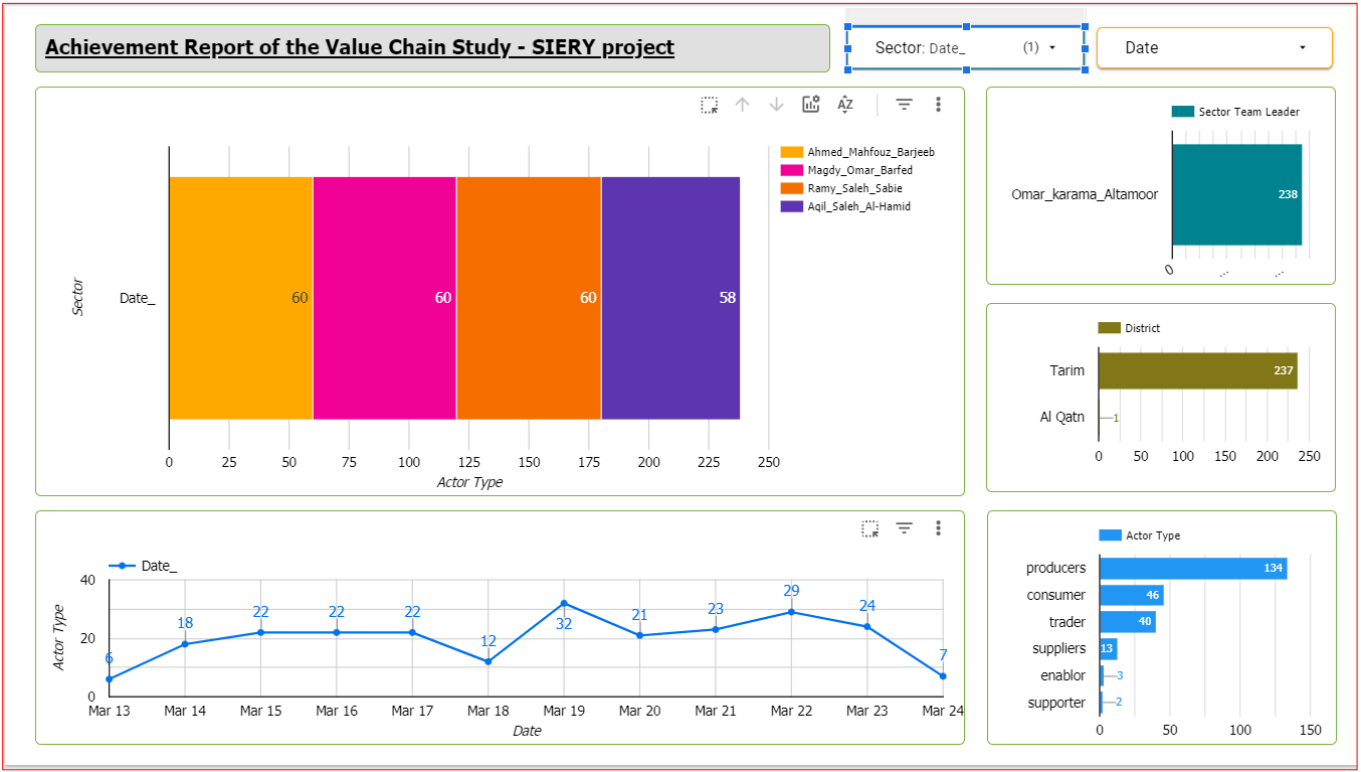 Achievement Report of the Value Chain Study - SIERY project
Sector: Date_ (1)
Date
AZ
Ahmed_Mahfouz_Barjeeb
Magdy_Omar_Barfed
Ramy_Saleh_Sabie
Aqil_Saleh_Al-Hamid
Sector
Date_
60 60 60 58
0 25 50 75 100 125 150 175 200 225 250
Actor Type
Sector Team Leader
Omar_karama_Altamoor 238
0 ... ...
District
Tarim 237
Al Qatn 1
0 50 100 150 200 250
Date_
Actor Type
40
20
0
6 18 22 22 22 12 32 21 23 29 24 7
Mar 13 Mar 14 Mar 15 Mar 16 Mar 17 Mar 18 Mar 19 Mar 20 Mar 21 Mar 22 Mar 23 Mar 24
Date
Actor Type
producers 134
consumer 46
trader 40
suppliers 13
enablor 3
supporter 2
0 50 100 150